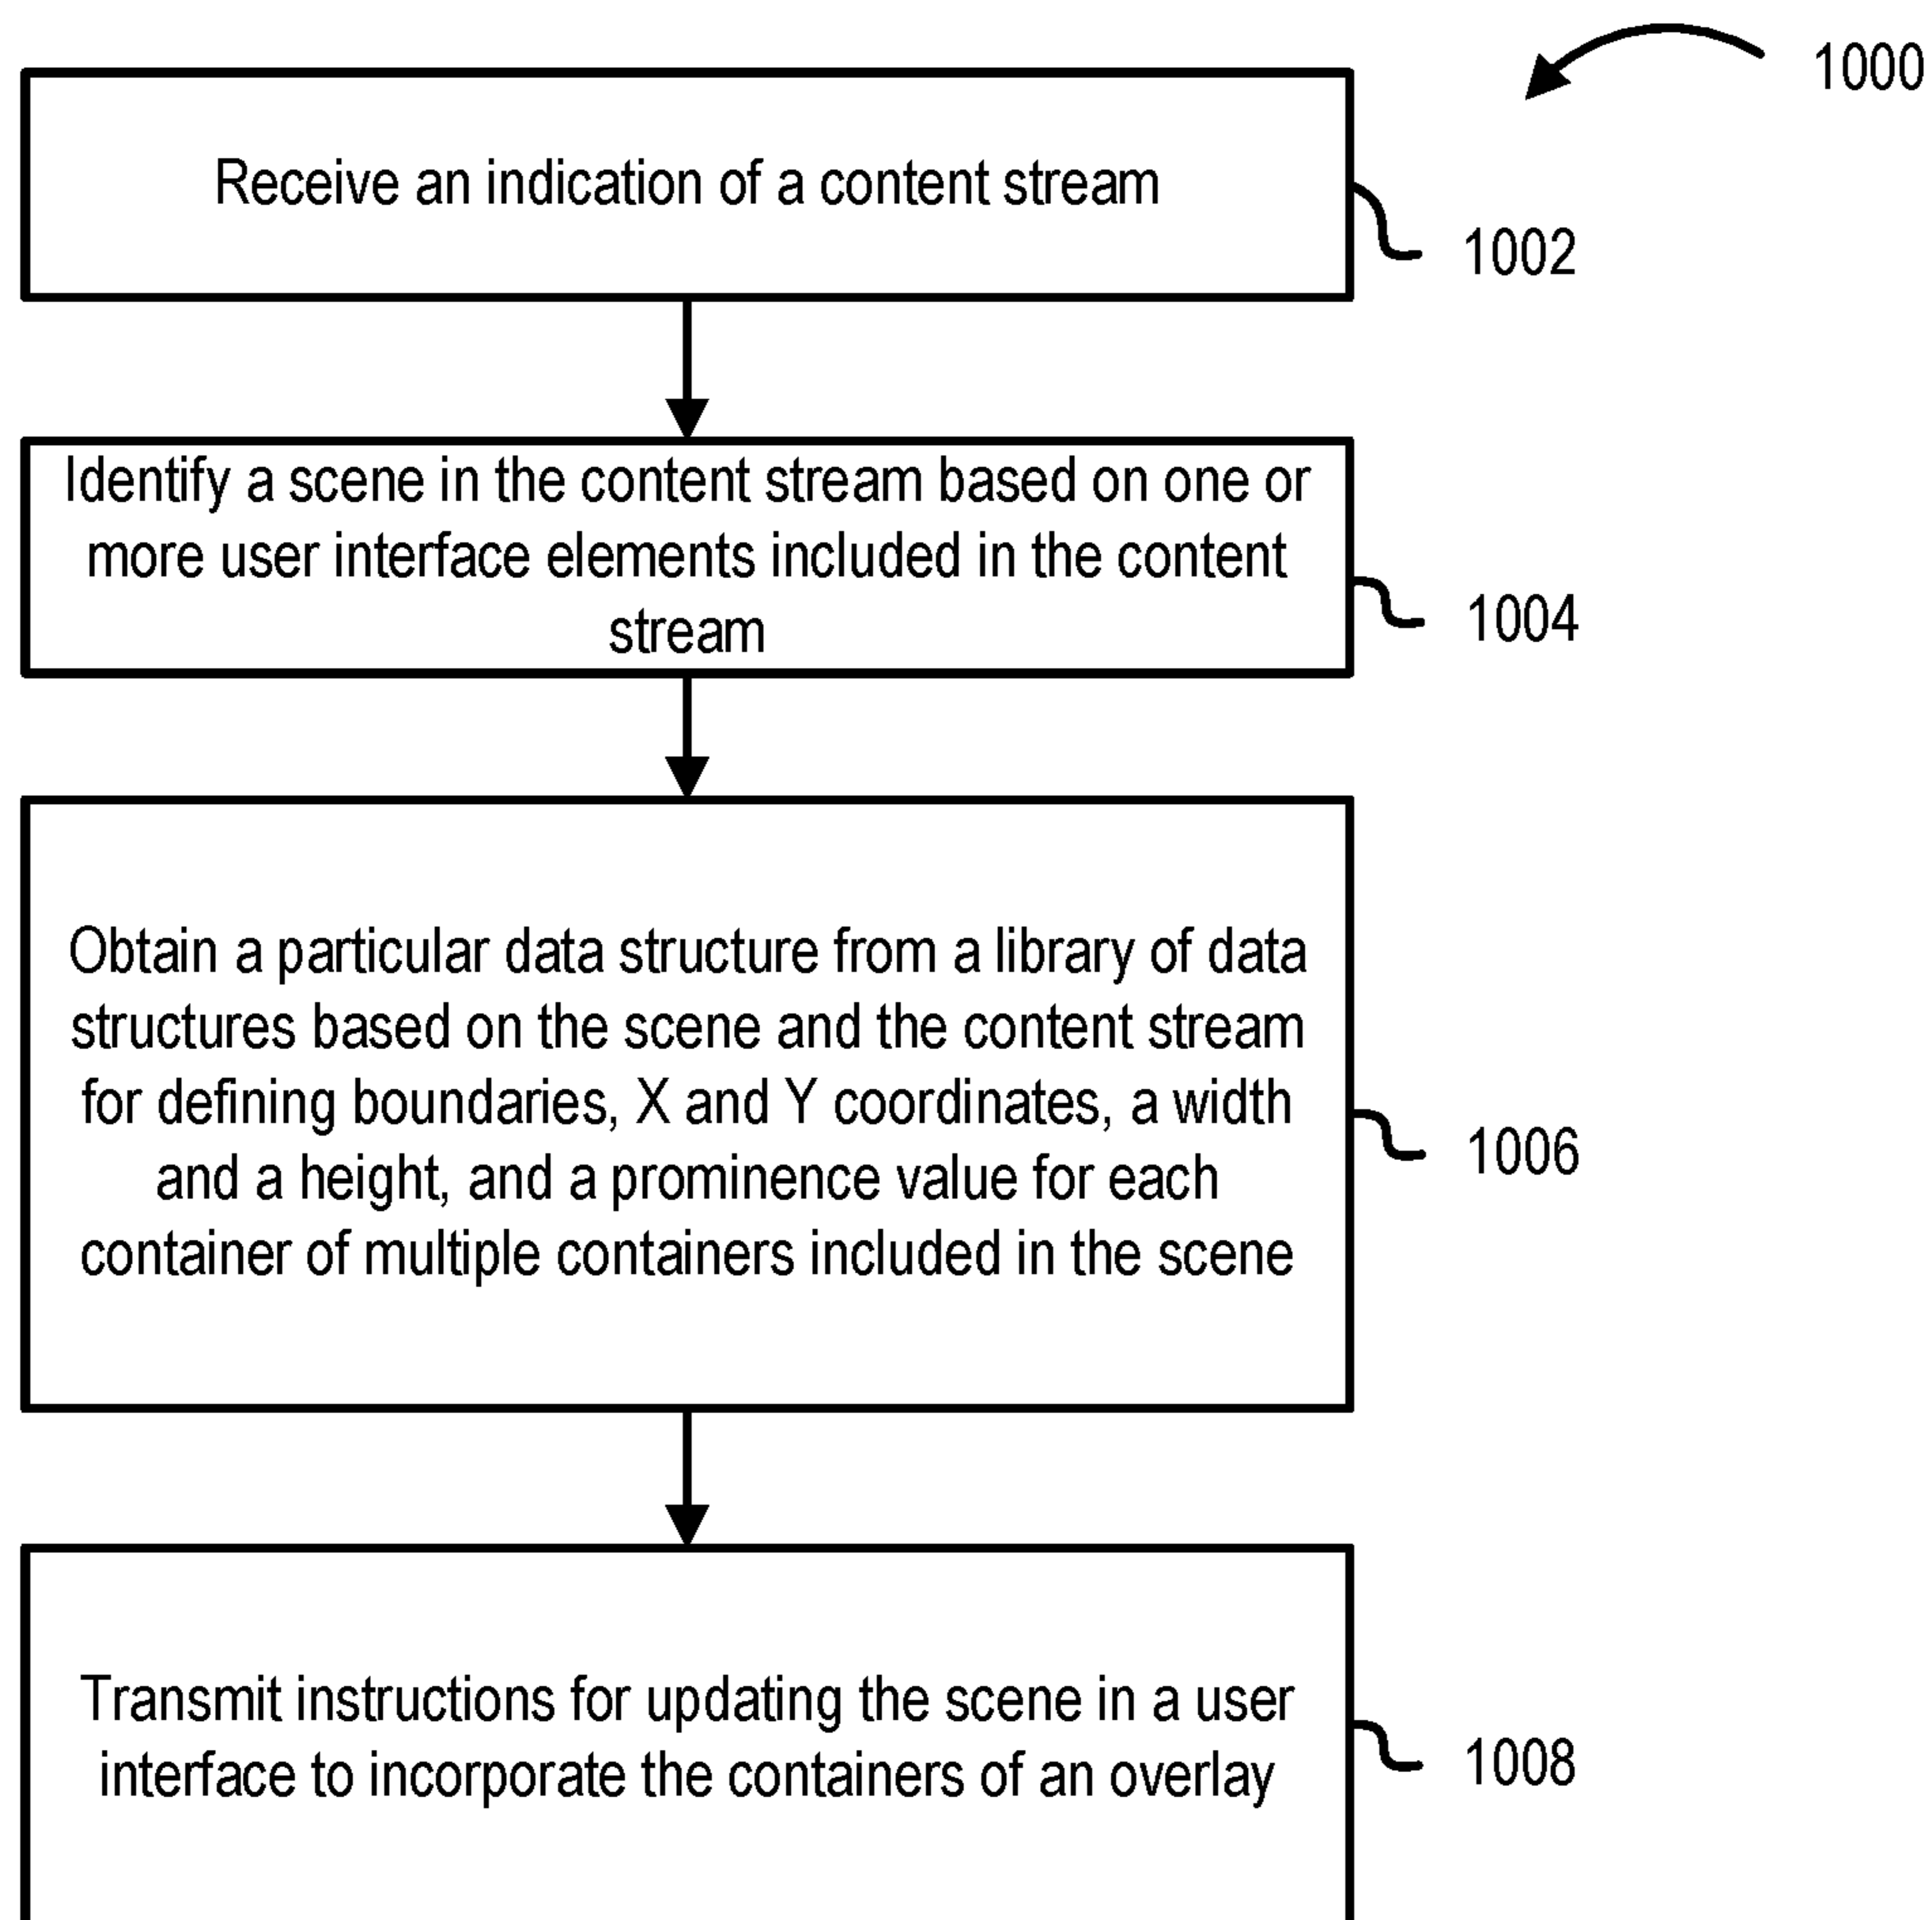 1000
Receive an indication of a content stream
1002
Identify a scene in the content stream based on one or
more user interface elements included in the content
stream
1004
Obtain a particular data structure from a library of data
structures based on the scene and the content stream
for defining boundaries, X and Y coordinates, a width
and a height, and a prominence value for each
container of multiple containers included in the scene
1006
Transmit instructions for updating the scene in a user
interface to incorporate the containers of an overlay
1008